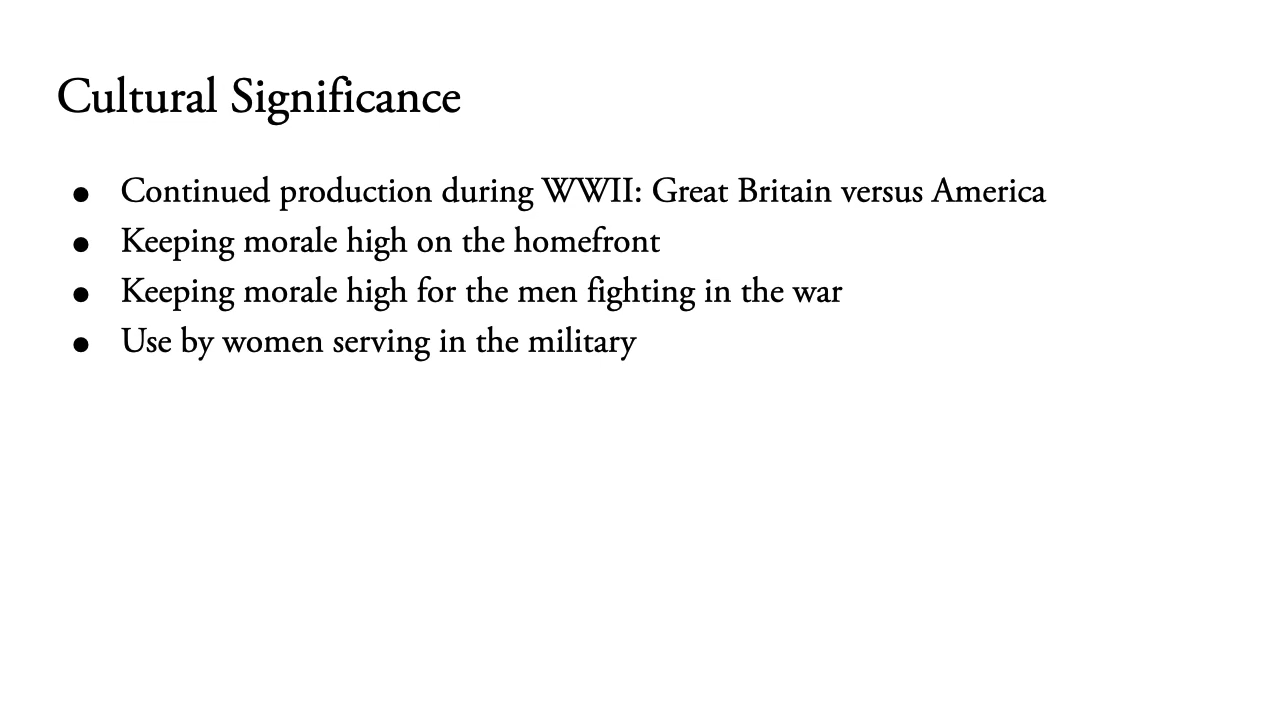 Cultural Significance
● Continued production during WWII: Great Britain versus America
● Keeping morale high on the homefront
● Keeping morale high for the men fighting in the war
● Use by women serving in the military